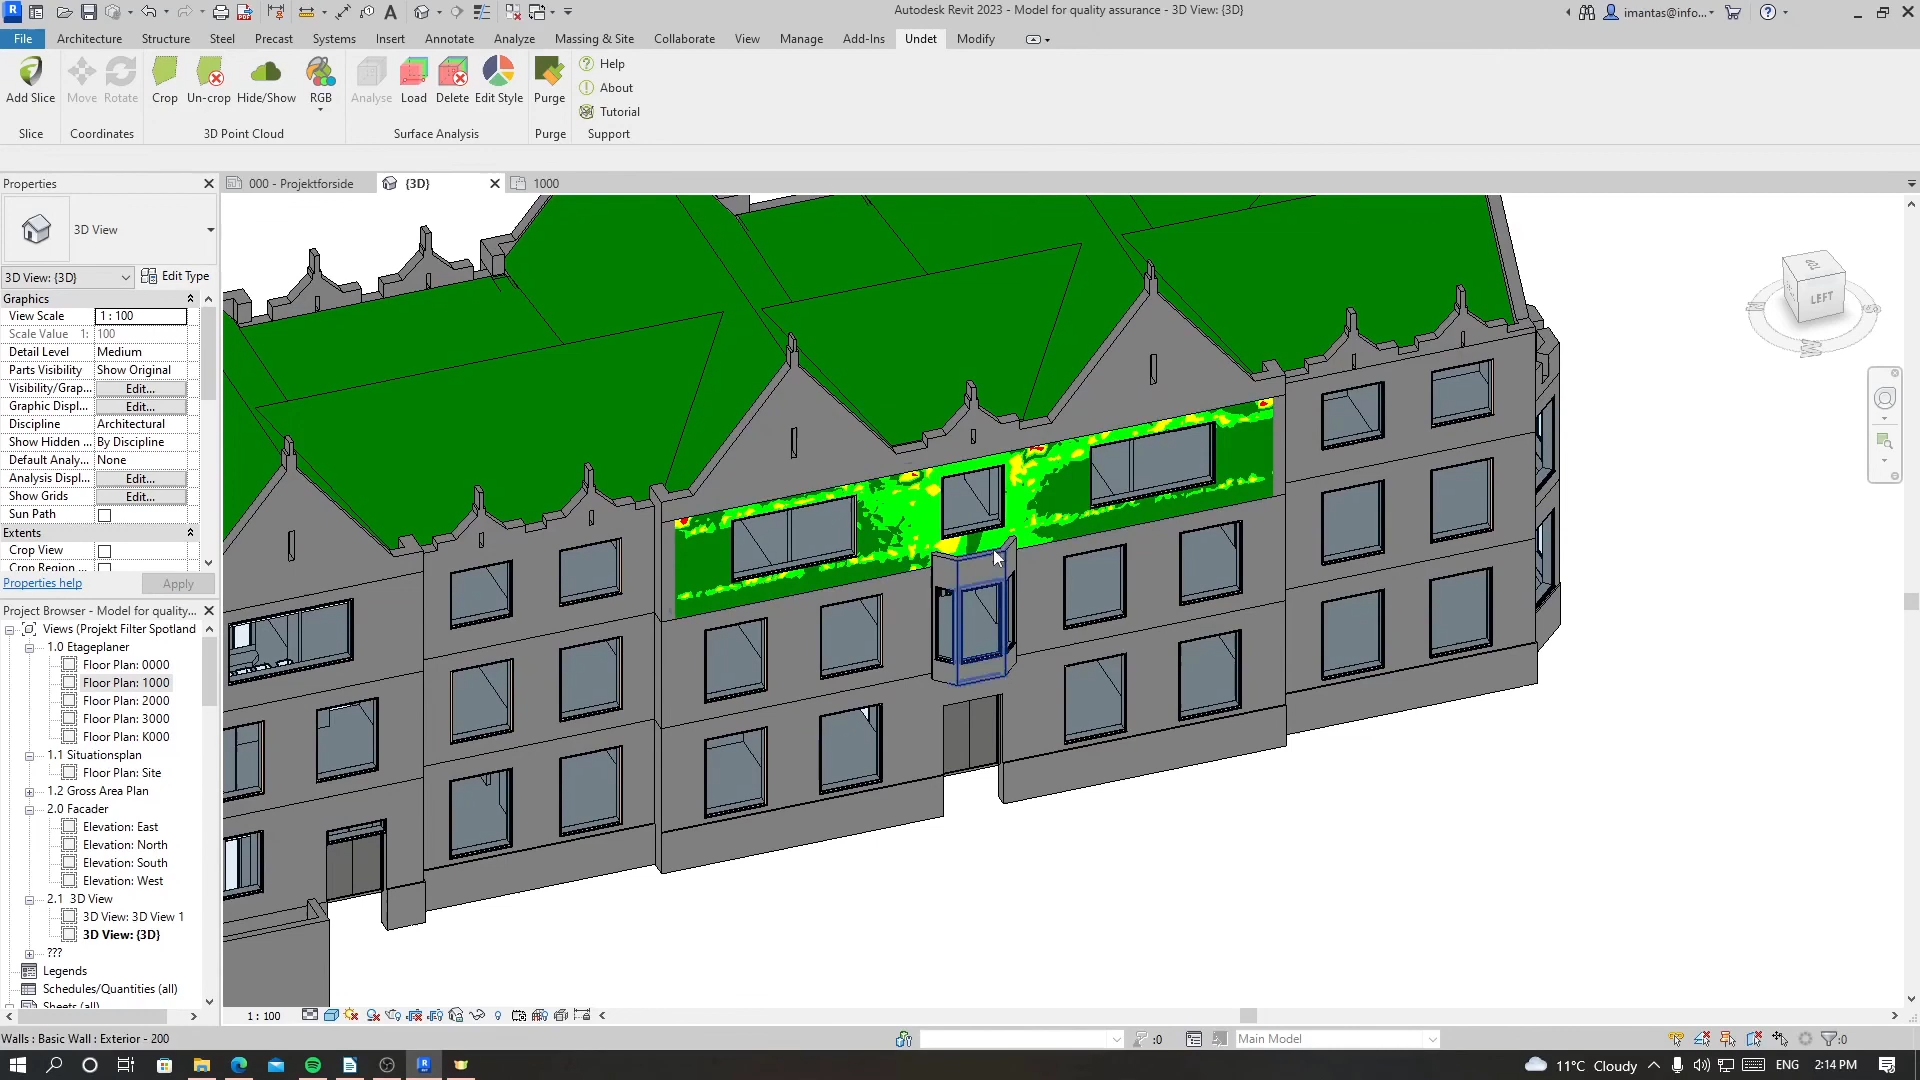 Autodesk Revit 2023 - Model for quality assurance - 3D View: {3D}
imantas@info...
File Architecture Structure Steel Precast Systems Insert Annotate Analyze Massing & Site Collaborate View Manage Add-Ins Undet Modify
Add Slice Move Rotate Crop Un-crop Hide/Show RGB Analyse Load Delete Edit Style Purge
Help
About
Tutorial
Slice Coordinates 3D Point Cloud Surface Analysis Purge Support
Properties
000 - Projektforside {3D} 1000
3D View
3D View: {3D} Edit Type
Graphics
View Scale 1 : 100
Scale Value 1: 100
Detail Level Medium
Parts Visibility Show Original
Visibility/Grap... Edit...
Graphic Displ... Edit...
Discipline Architectural
Show Hidden ... By Discipline
Default Analy... None
Analysis Displ... Edit...
Show Grids Edit...
Sun Path
Extents
Crop View
Crop Region
Properties help Apply
Project Browser - Model for quality...
Views (Projekt Filter Spotland
1.0 Etageplaner
Floor Plan: 0000
Floor Plan: 1000
Floor Plan: 2000
Floor Plan: 3000
Floor Plan: K000
1.1 Situationsplan
Floor Plan: Site
1.2 Gross Area Plan
2.0 Facader
Elevation: East
Elevation: North
Elevation: South
Elevation: West
2.1 3D View
3D View: 3D View 1
3D View: {3D}
???
Legends
Schedules/Quantities (all)
Sheets (all)
TOP
LEFT
1 : 100
Walls : Basic Wall : Exterior - 200
:0
Main Model
:0
11°C Cloudy
ENG
2:14 PM